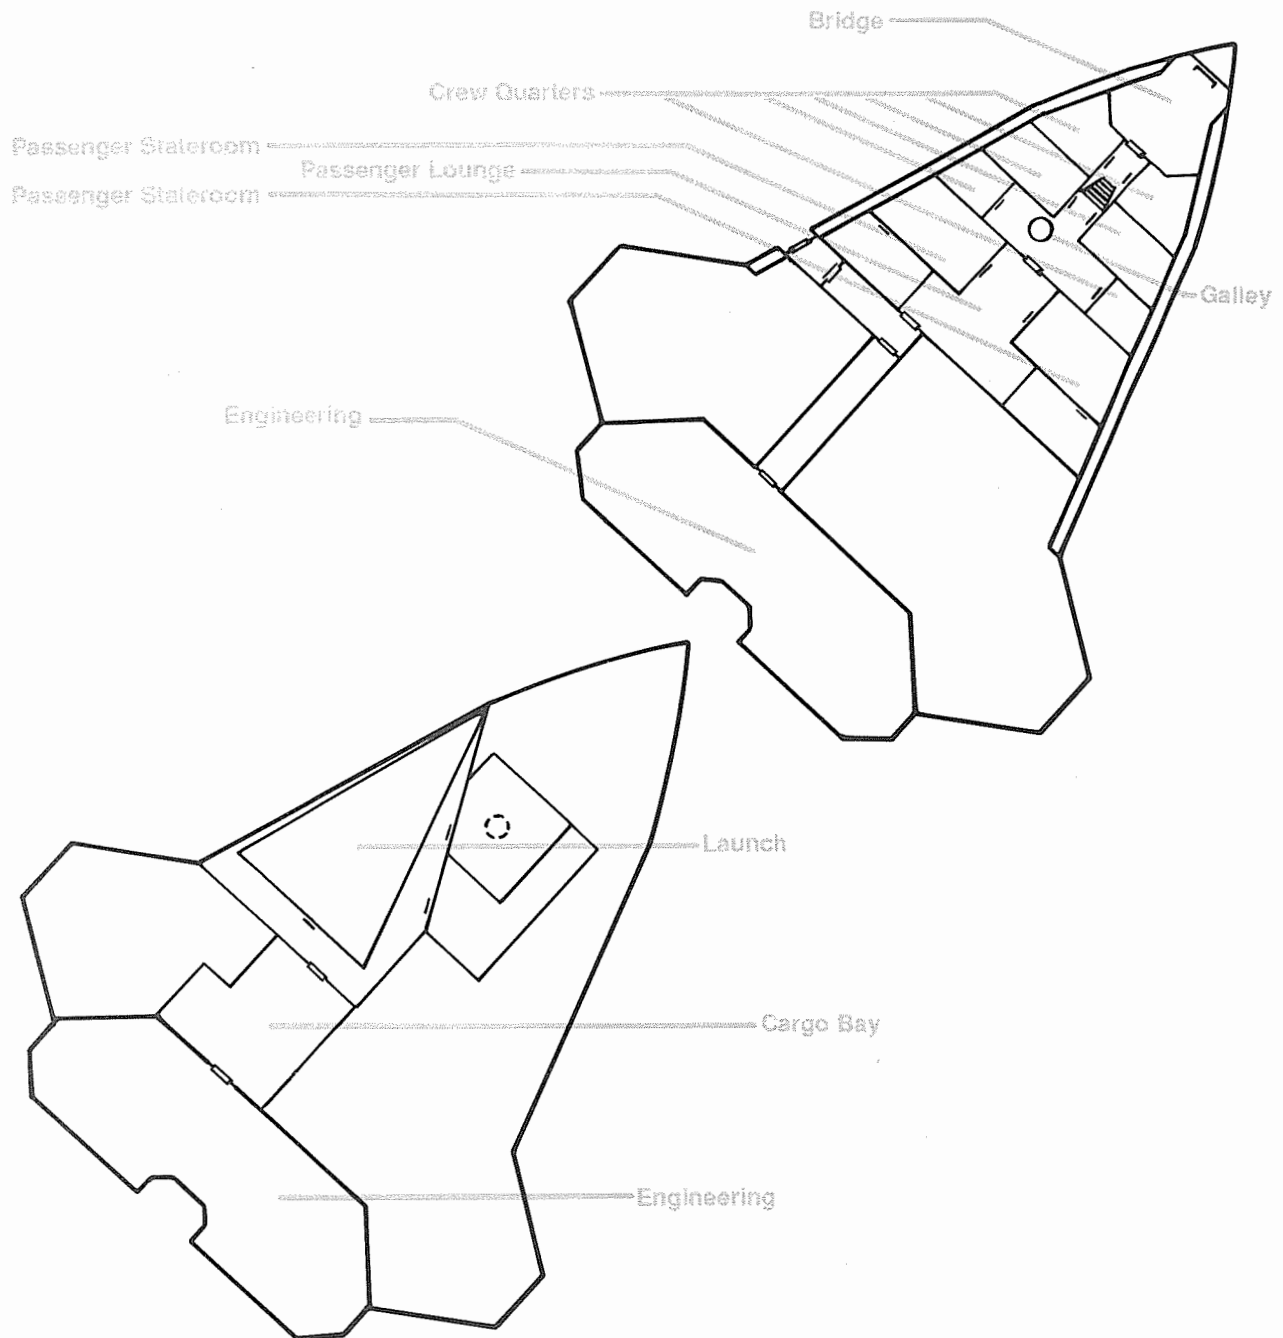 Bridge
Crew Quarters
Passenger Stateroom
Passenger Lounge
Passenger Stateroom
Galley
Engineering
Launch
Cargo Bay
Engineering